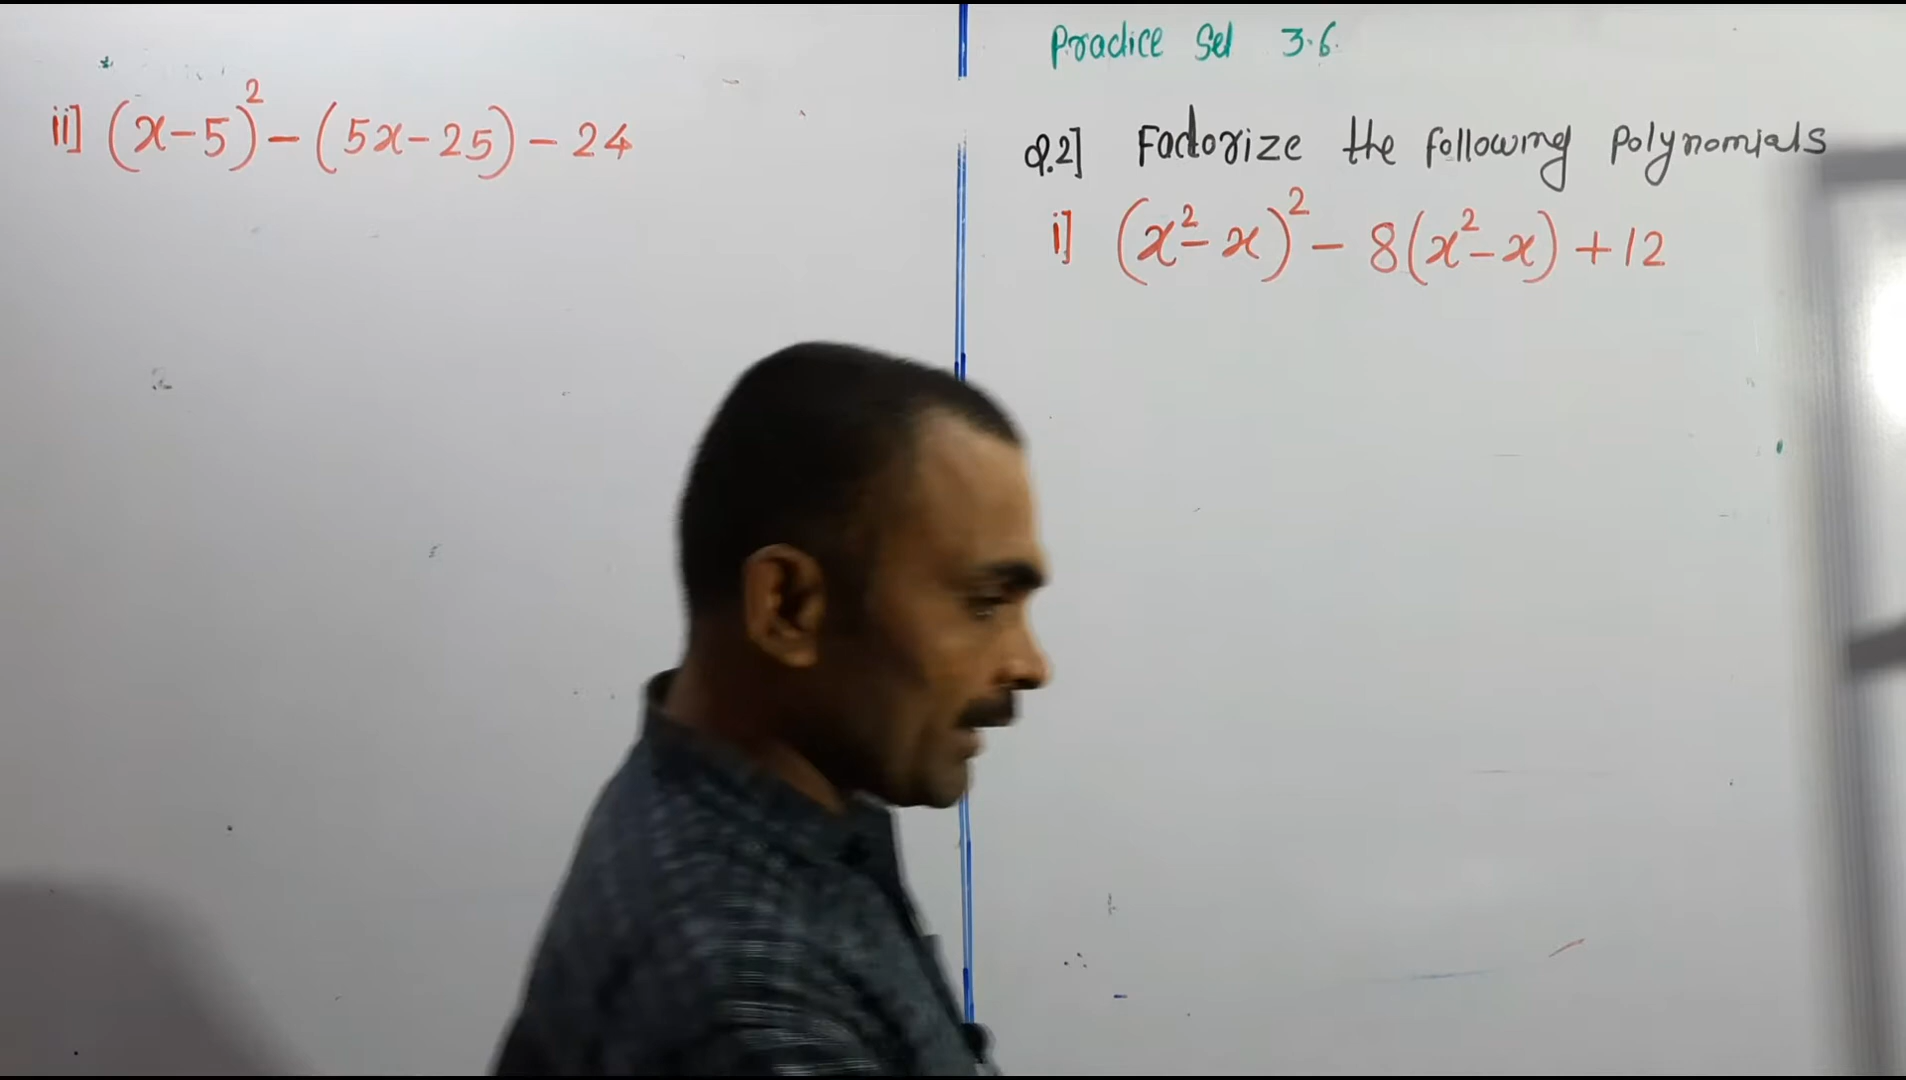 Practice Set 3.6
Q.2] Factorize the following Polynomials
i] (x²-x)² - 8(x²-x) + 12
ii] (x-5)² - (5x-25) - 24